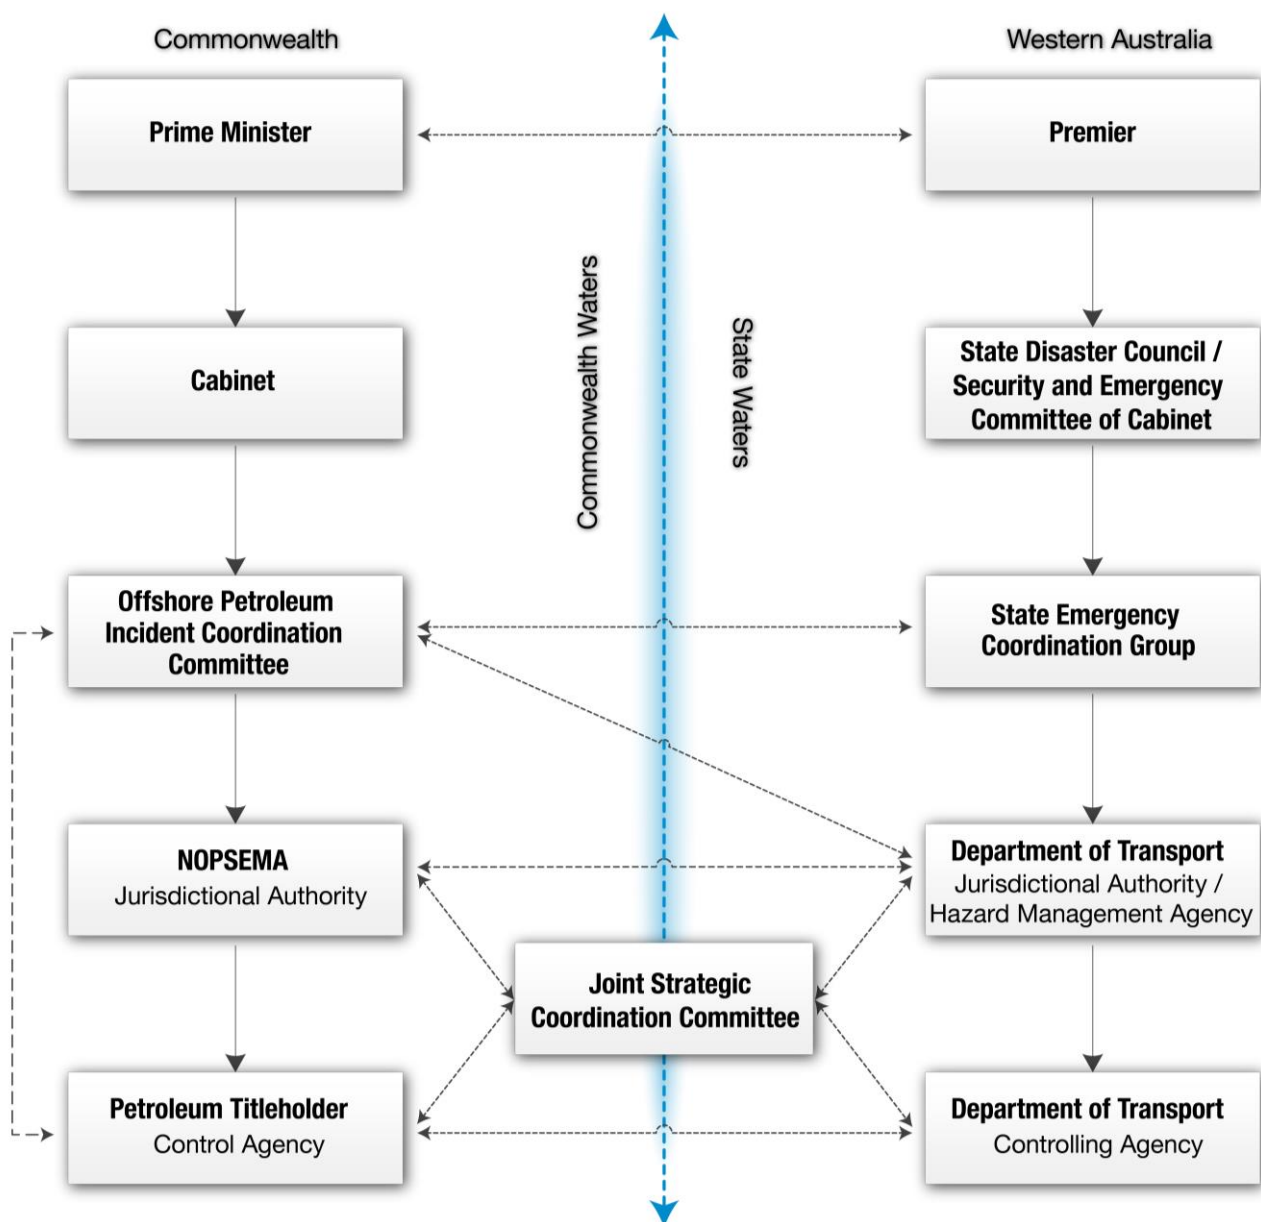 Commonwealth
Western Australia
Prime Minister
Premier
Commonwealth Waters
State Waters
Cabinet
State Disaster Council /
Security and Emergency
Committee of Cabinet
Offshore Petroleum
Incident Coordination
Committee
State Emergency
Coordination Group
NOPSEMA
Jurisdictional Authority
Department of Transport
Jurisdictional Authority /
Hazard Management Agency
Joint Strategic
Coordination Committee
Petroleum Titleholder
Control Agency
Department of Transport
Controlling Agency